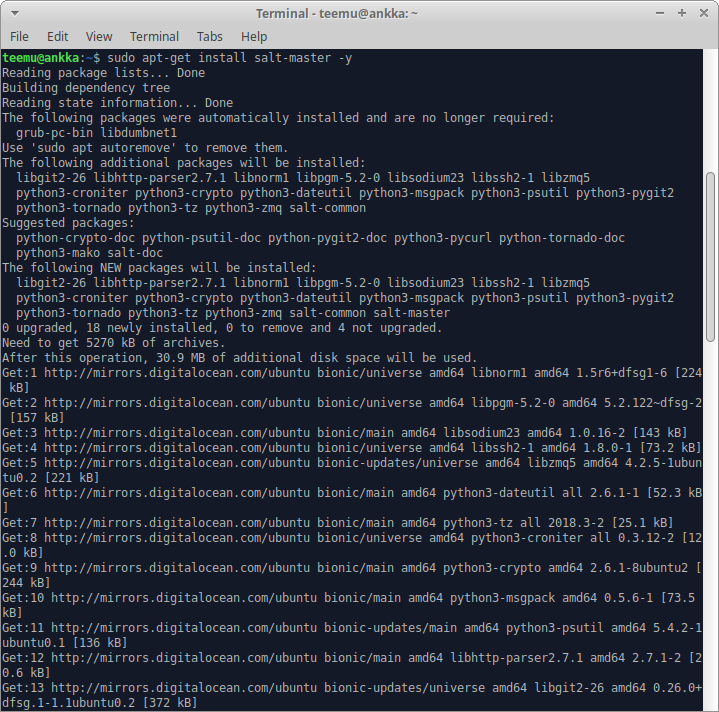 Terminal - teemu@ankka: ~
File Edit View Terminal Tabs Help
teemu@ankka:~$ sudo apt-get install salt-master -y
Reading package lists... Done
Building dependency tree
Reading state information... Done
The following packages were automatically installed and are no longer required:
  grub-pc-bin libdumbnet1
Use 'sudo apt autoremove' to remove them.
The following additional packages will be installed:
  libgit2-26 libhttp-parser2.7.1 libnorm1 libpgm-5.2-0 libsodium23 libssh2-1 libzmq5
  python3-croniter python3-crypto python3-dateutil python3-msgpack python3-psutil python3-pygit2
  python3-tornado python3-tz python3-zmq salt-common
Suggested packages:
  python-crypto-doc python-psutil-doc python-pygit2-doc python3-pycurl python-tornado-doc
  python3-mako salt-doc
The following NEW packages will be installed:
  libgit2-26 libhttp-parser2.7.1 libnorm1 libpgm-5.2-0 libsodium23 libssh2-1 libzmq5
  python3-croniter python3-crypto python3-dateutil python3-msgpack python3-psutil python3-pygit2
  python3-tornado python3-tz python3-zmq salt-common salt-master
0 upgraded, 18 newly installed, 0 to remove and 4 not upgraded.
Need to get 5270 kB of archives.
After this operation, 30.9 MB of additional disk space will be used.
Get:1 http://mirrors.digitalocean.com/ubuntu bionic/universe amd64 libnorm1 amd64 1.5r6+dfsg1-6 [224
 kB]
Get:2 http://mirrors.digitalocean.com/ubuntu bionic/universe amd64 libpgm-5.2-0 amd64 5.2.122~dfsg-2
 [157 kB]
Get:3 http://mirrors.digitalocean.com/ubuntu bionic/main amd64 libsodium23 amd64 1.0.16-2 [143 kB]
Get:4 http://mirrors.digitalocean.com/ubuntu bionic/universe amd64 libssh2-1 amd64 1.8.0-1 [73.2 kB]
Get:5 http://mirrors.digitalocean.com/ubuntu bionic-updates/universe amd64 libzmq5 amd64 4.2.5-1ubun
tu0.2 [221 kB]
Get:6 http://mirrors.digitalocean.com/ubuntu bionic/main amd64 python3-dateutil all 2.6.1-1 [52.3 kB
]
Get:7 http://mirrors.digitalocean.com/ubuntu bionic/main amd64 python3-tz all 2018.3-2 [25.1 kB]
Get:8 http://mirrors.digitalocean.com/ubuntu bionic/universe amd64 python3-croniter all 0.3.12-2 [12
.0 kB]
Get:9 http://mirrors.digitalocean.com/ubuntu bionic/main amd64 python3-crypto amd64 2.6.1-8ubuntu2 [
244 kB]
Get:10 http://mirrors.digitalocean.com/ubuntu bionic/main amd64 python3-msgpack amd64 0.5.6-1 [73.5 
kB]
Get:11 http://mirrors.digitalocean.com/ubuntu bionic-updates/main amd64 python3-psutil amd64 5.4.2-1
ubuntu0.1 [136 kB]
Get:12 http://mirrors.digitalocean.com/ubuntu bionic/main amd64 libhttp-parser2.7.1 amd64 2.7.1-2 [2
0.6 kB]
Get:13 http://mirrors.digitalocean.com/ubuntu bionic-updates/universe amd64 libgit2-26 amd64 0.26.0+
dfsg.1-1.1ubuntu0.2 [372 kB]